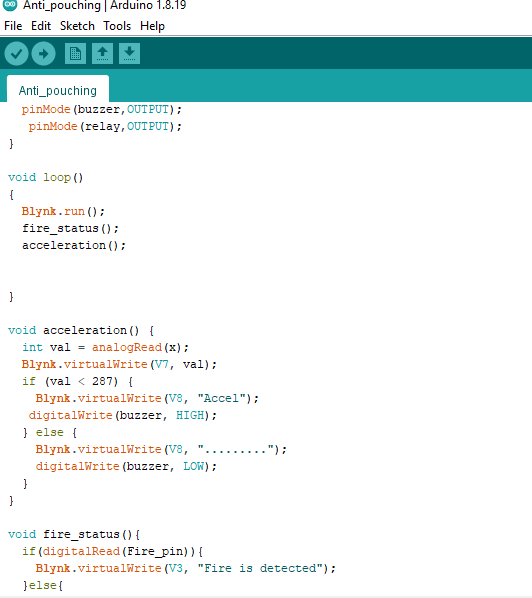 Anti_pouching | Arduino 1.8.19
File Edit Sketch Tools Help
Anti_pouching
pinMode(buzzer,OUTPUT);
pinMode(relay,OUTPUT);
}
void loop()
{
Blynk.run();
fire_status();
acceleration();
}
void acceleration() {
int val = analogRead(x);
Blynk.virtualWrite(V7, val);
if (val < 287) {
Blynk.virtualWrite(V8, "Accel");
digitalWrite(buzzer, HIGH);
} else {
Blynk.virtualWrite(V8, ".........");
digitalWrite(buzzer, LOW);
}
}
void fire_status(){
if(digitalRead(Fire_pin)){
Blynk.virtualWrite(V3, "Fire is detected");
}else{